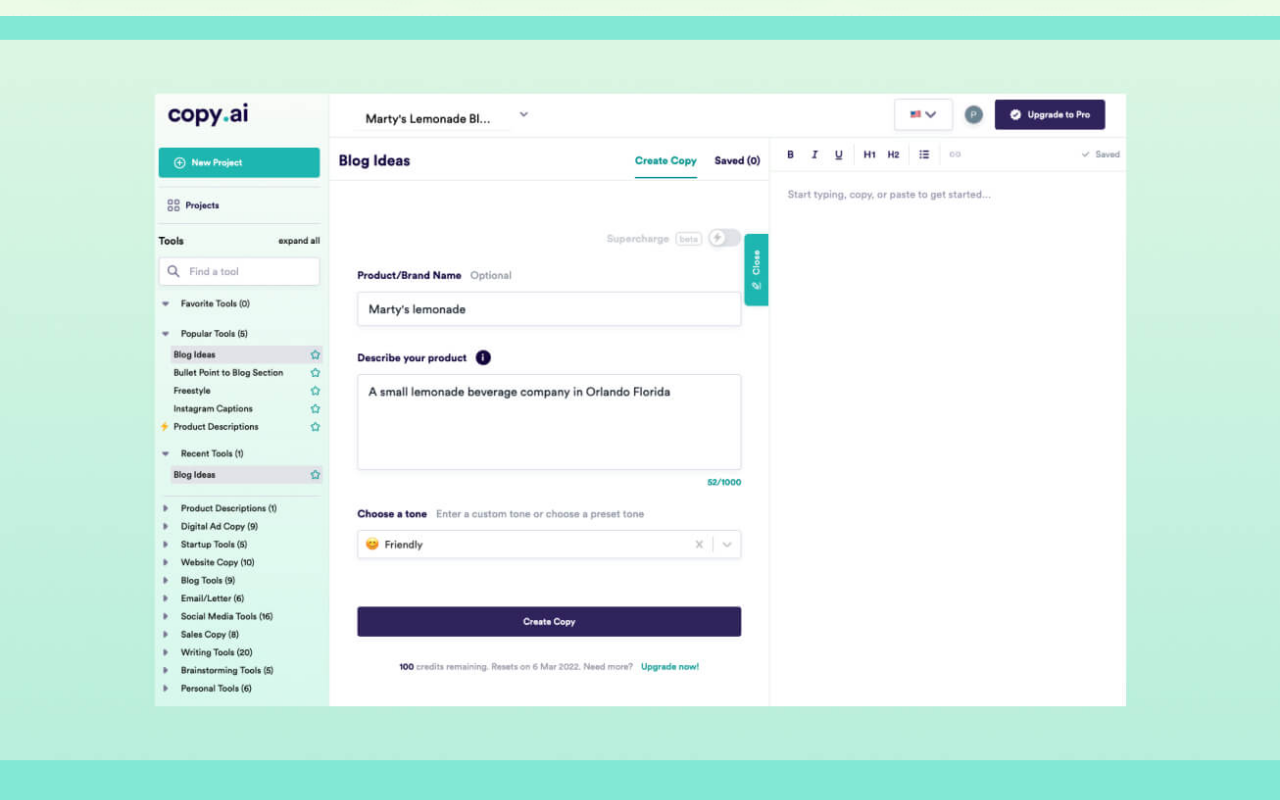 copy.ai
Marty's Lemonade Bl...
P
Upgrade to Pro
New Project
Projects
Tools expand all
Find a tool
Favorite Tools (0)
Popular Tools (5)
Blog Ideas
Bullet Point to Blog Section
Freestyle
Instagram Captions
Product Descriptions
Recent Tools (1)
Blog Ideas
Product Descriptions (1)
Digital Ad Copy (9)
Startup Tools (5)
Website Copy (10)
Blog Tools (9)
Email/Letter (6)
Social Media Tools (16)
Sales Copy (8)
Writing Tools (20)
Brainstorming Tools (5)
Personal Tools (6)
Blog Ideas Create Copy Saved (0)
Supercharge beta
Close
Product/Brand Name Optional
Marty's lemonade
Describe your product i
A small lemonade beverage company in Orlando Florida
52/1000
Choose a tone Enter a custom tone or choose a preset tone
😊 Friendly X
Create Copy
100 credits remaining. Resets on 6 Mar 2022. Need more? Upgrade now!
B I U H1 H2 Saved
Start typing, copy, or paste to get started...